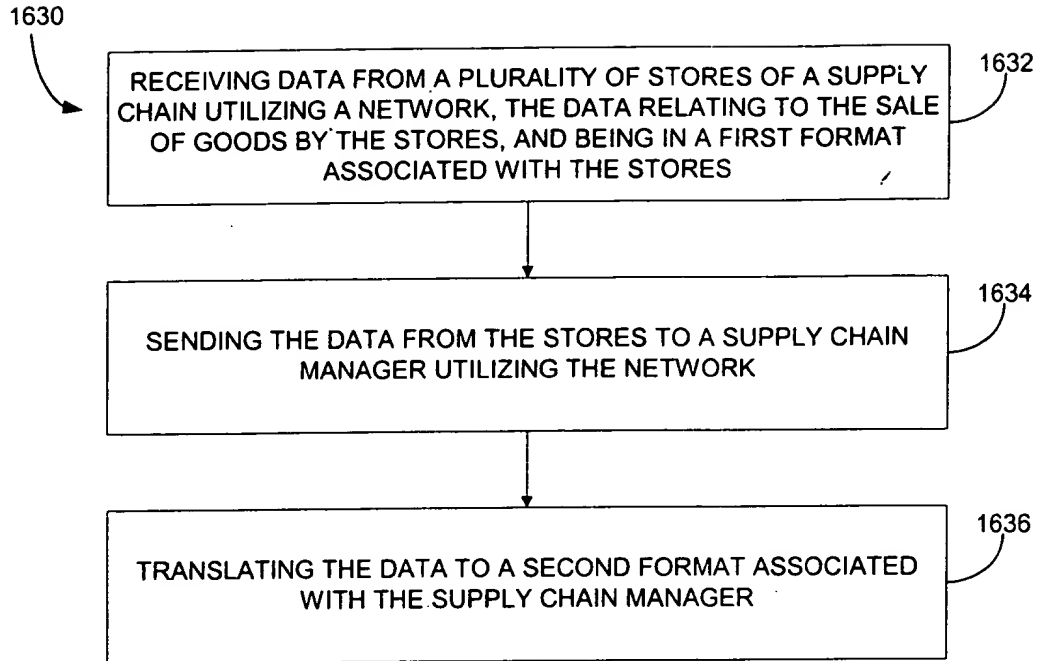 1630
RECEIVING DATA FROM A PLURALITY OF STORES OF A SUPPLY
CHAIN UTILIZING A NETWORK, THE DATA RELATING TO THE SALE
OF GOODS BY THE STORES, AND BEING IN A FIRST FORMAT
ASSOCIATED WITH THE STORES
1632
SENDING THE DATA FROM THE STORES TO A SUPPLY CHAIN
MANAGER UTILIZING THE NETWORK
1634
TRANSLATING THE DATA TO A SECOND FORMAT ASSOCIATED
WITH THE SUPPLY CHAIN MANAGER
1636